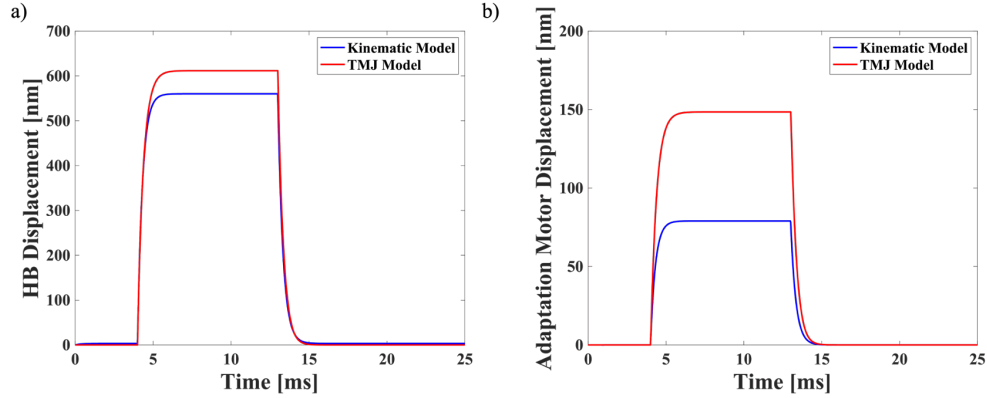 a)
HB Displacement [nm]
700
600
500
400
300
200
100
0
Kinematic Model
TMJ Model
0 5 10 15 20 25
Time [ms]
b)
Adaptation Motor Displacement [nm]
200
150
100
50
0
Kinematic Model
TMJ Model
0 5 10 15 20 25
Time [ms]